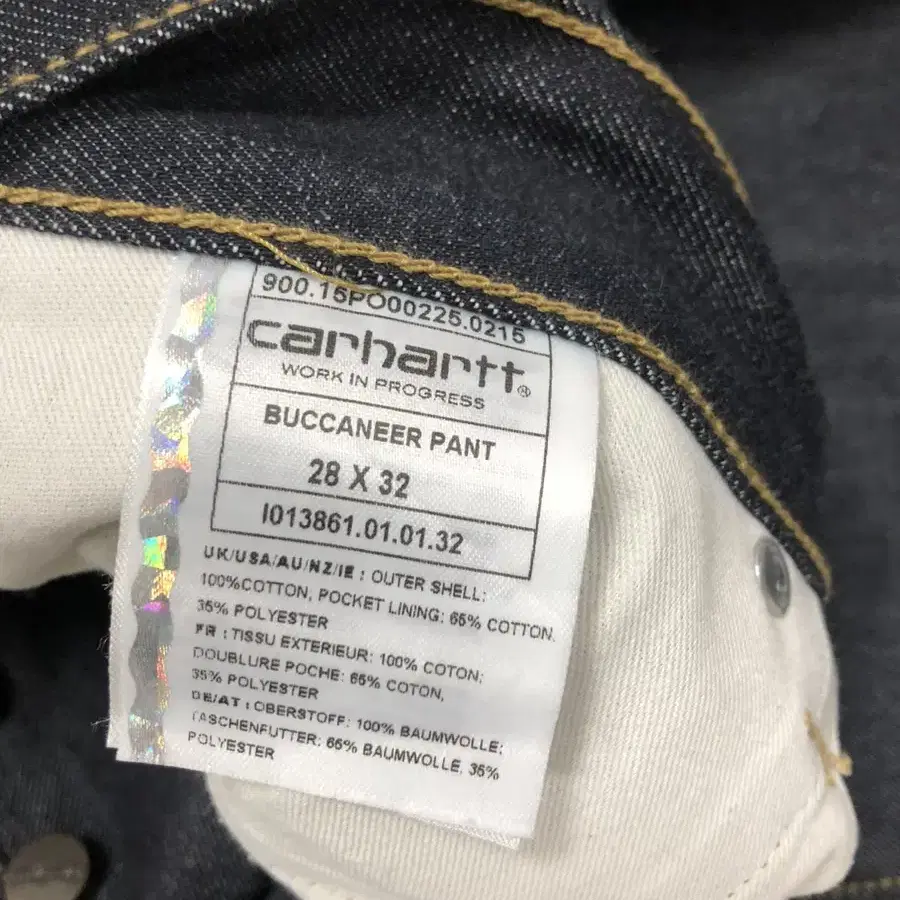 900.15PO00225.0215
carhartt®
WORK IN PROGRESS
BUCCANEER PANT
28 X 32
I013861.01.01.32
UK/USA/AU/NZ/IE : OUTER SHELL:
100%COTTON, POCKET LINING: 65% COTTON.
35% POLYESTER
FR : TISSU EXTERIEUR: 100% COTON;
DOUBLURE POCHE: 65% COTON,
35% POLYESTER
DE/AT : OBERSTOFF: 100% BAUMWOLLE;
TASCHENFUTTER: 65% BAUMWOLLE, 35%
POLYESTER